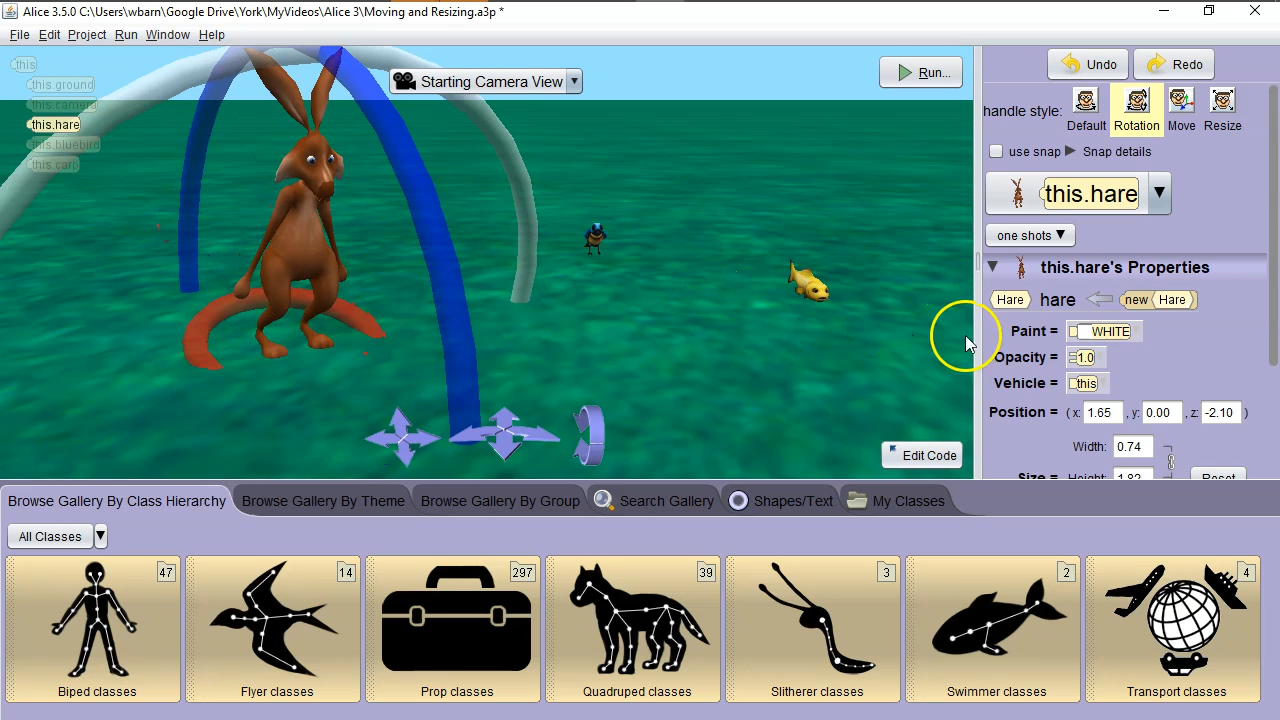 Alice 3.5.0 C:\Users\wbarn\Google Drive\York\MyVideos\Alice 3\Moving and Resizing.a3p *
File Edit Project Run Window Help
this
this.ground
this.camera
this.hare
this.bluebird
this.carp
Starting Camera View
Run...
Undo Redo
handle style:
Default Rotation Move Resize
use snap Snap details
this.hare
one shots
this.hare's Properties
Hare hare new Hare
Paint = WHITE
Opacity = 1.0
Vehicle = this
Position = ( x: 1.65 , y: 0.00 , z: -2.10 )
Width: 0.74
Size = Height: 1.82 Reset
Edit Code
Browse Gallery By Class Hierarchy Browse Gallery By Theme Browse Gallery By Group Search Gallery Shapes/Text My Classes
All Classes
47 14 297 39 3 2 4
Biped classes Flyer classes Prop classes Quadruped classes Slitherer classes Swimmer classes Transport classes